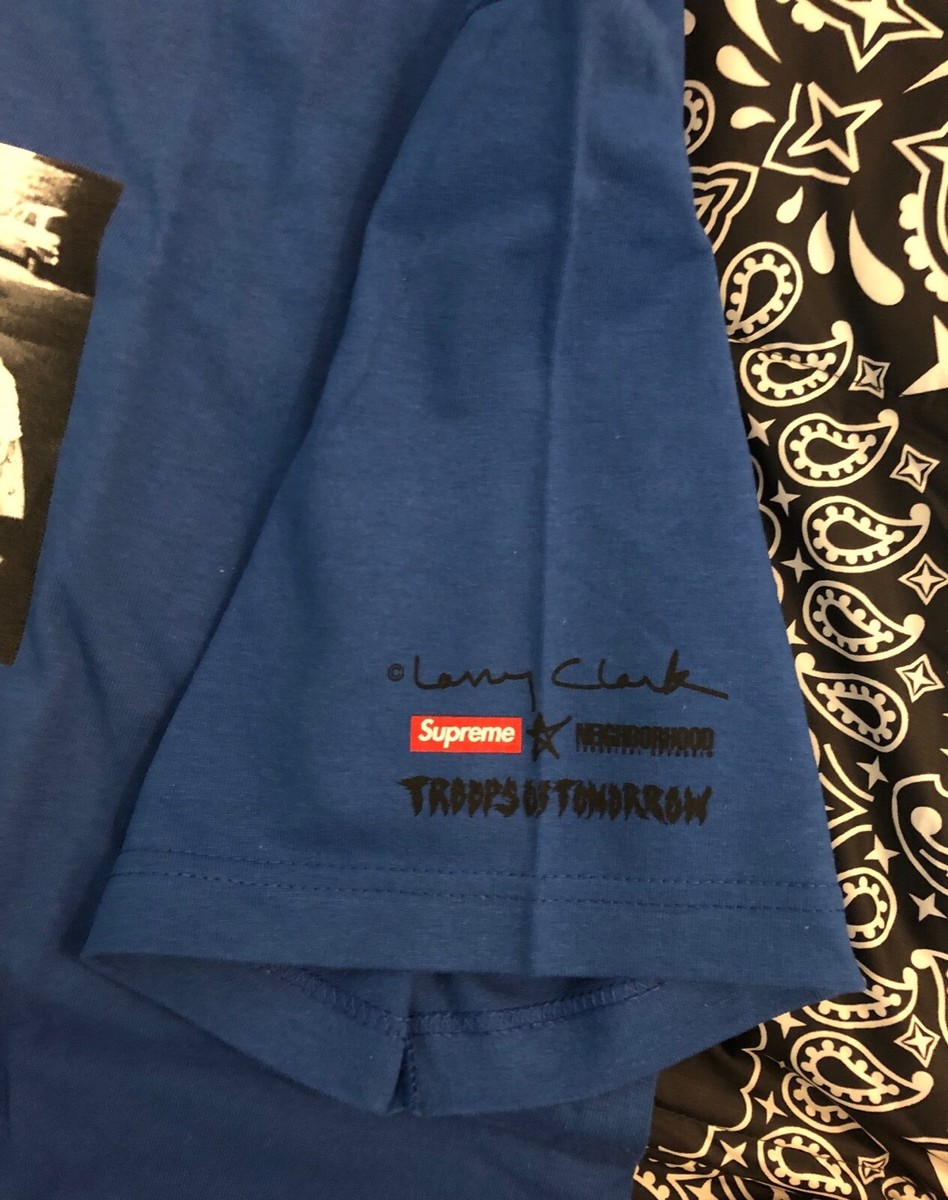 ©Larry Clark
Supreme NEIGHBORHOOD
TROOPS OF TOMORROW